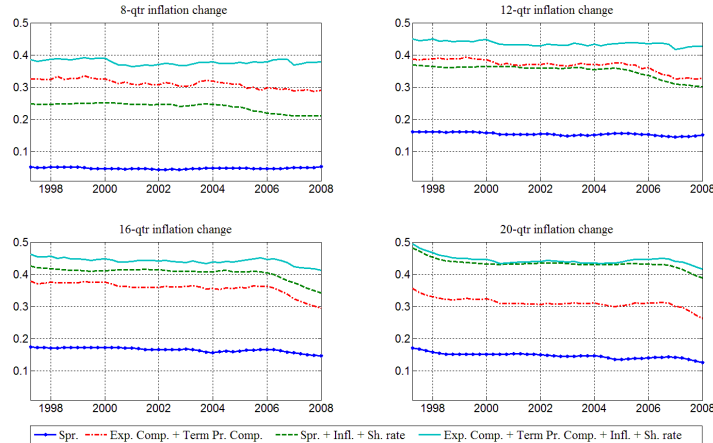 8-qtr inflation change
12-qtr inflation change
0.5
0.4
0.3
0.2
0.1
1998 2000 2002 2004 2006 2008
0.5
0.4
0.3
0.2
0.1
1998 2000 2002 2004 2006 2008
16-qtr inflation change
20-qtr inflation change
0.5
0.4
0.3
0.2
0.1
1998 2000 2002 2004 2006 2008
0.5
0.4
0.3
0.2
0.1
1998 2000 2002 2004 2006 2008
Spr. Exp. Comp. + Term Pr. Comp. Spr. + Infl. + Sh. rate Exp. Comp. + Term Pr. Comp. + Infl. + Sh. rate